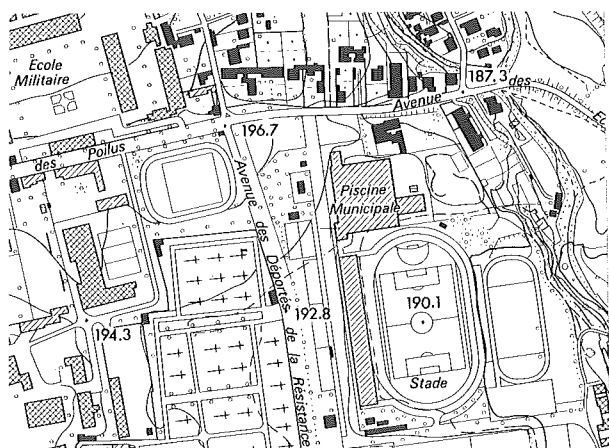 École
Militaire
187.3
Avenue des
196.7
des Poilus
Piscine
Municipale
Avenue des Déportés de la Résistance
192.8
190.1
194.3
Stade